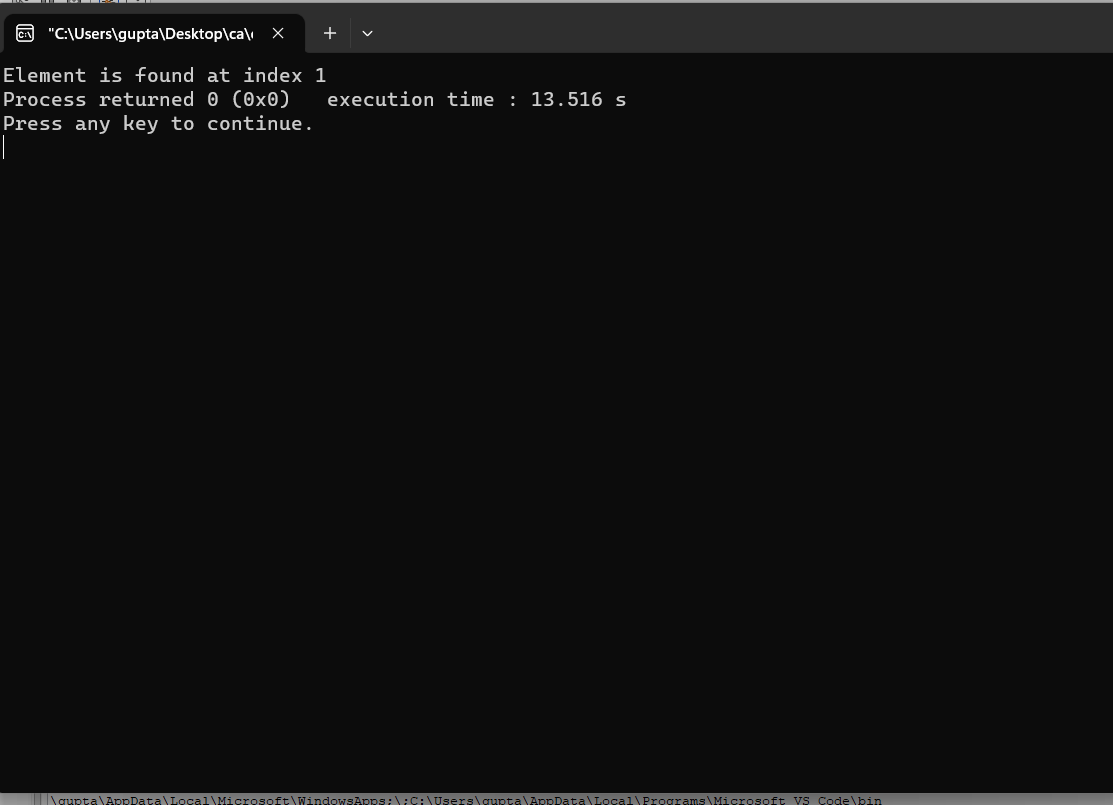 "C:\Users\gupta\Desktop\ca\
Element is found at index 1
Process returned 0 (0x0)   execution time : 13.516 s
Press any key to continue.
\gupta\AppData\Local\Microsoft\WindowsApps;\;C:\Users\gupta\AppData\Local\Programs\Microsoft VS Code\bin